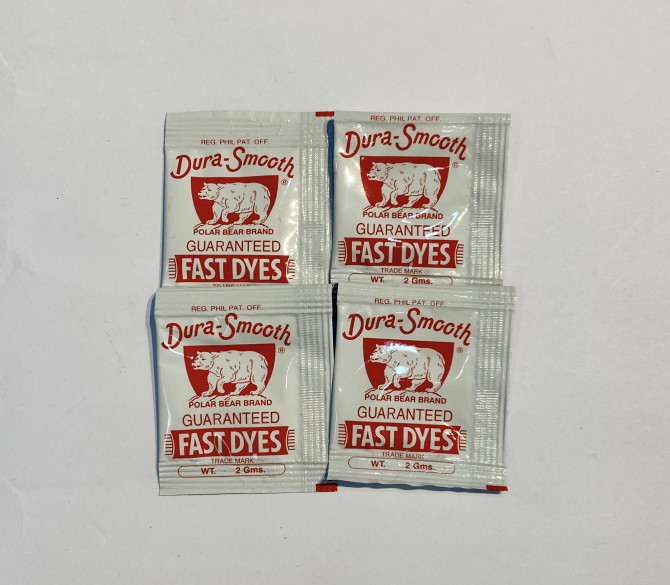 REG. PHIL PAT. OFF.
Dura-Smooth
®
POLAR BEAR BRAND
GUARANTEED
FAST DYES
REG. PHIL PAT. OFF.
Dura-Smooth
®
POLAR BEAR BRAND
GUARANTEED
FAST DYES
TRADE MARK
WT. 2 Gms.
REG. PHIL PAT. OFF.
Dura-Smooth
®
POLAR BEAR BRAND
GUARANTEED
FAST DYES
TRADE MARK
WT. 2 Gms.
REG. PHIL PAT. OFF.
Dura-Smooth
®
POLAR BEAR BRAND
GUARANTEED
FAST DYES
TRADE MARK
WT. 2 Gms.